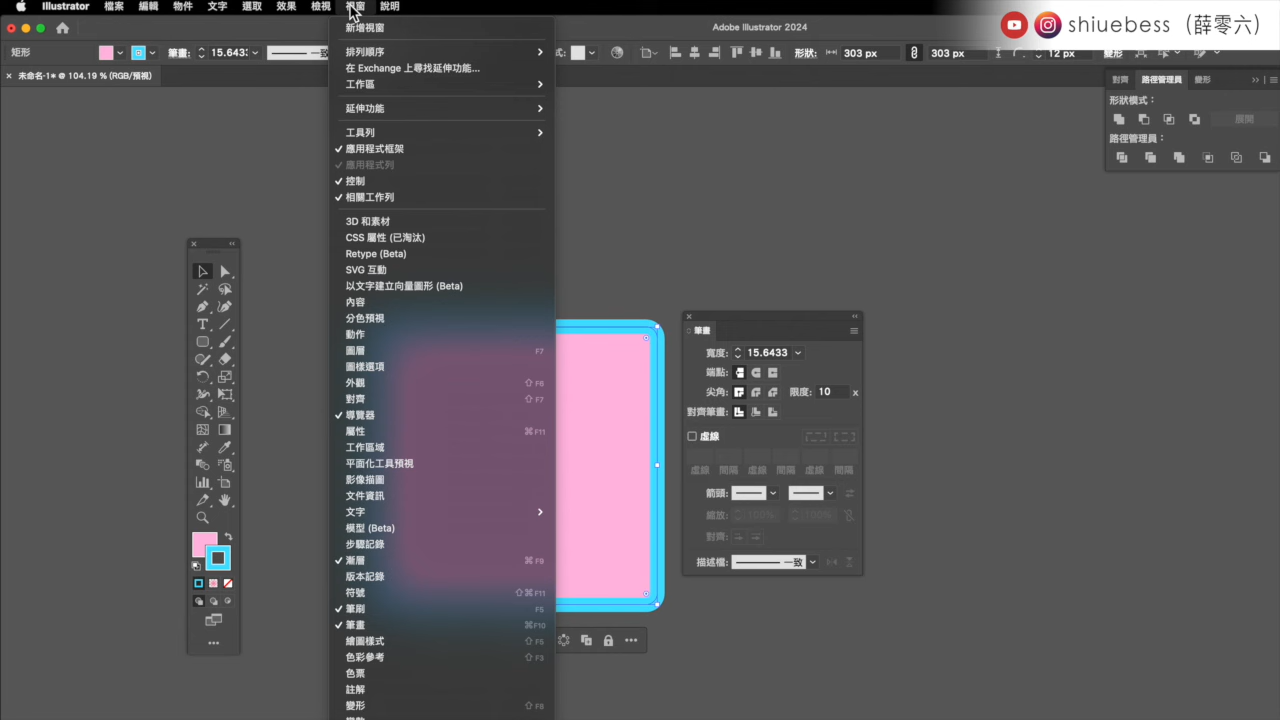 Illustrator 檔案 編輯 物件 文字 選取 效果 檢視 視窗 說明
shiuebess（薛零六）
Adobe Illustrator 2024
矩形 筆畫: 15.643: 一致 形狀: 303 px 303 px 12 px 變形
未命名-1* @ 104.19 % (RGB/預視)
新增視窗
排列順序
在 Exchange 上尋找延伸功能...
工作區
延伸功能
工具列
應用程式框架
應用程式列
控制
相關工作列
3D 和素材
CSS 屬性 (已淘汰)
Retype (Beta)
SVG 互動
以文字建立向量圖形 (Beta)
內容
分色預視
動作
圖層 F7
圖樣選項
外觀 ⇧ F6
對齊 ⇧ F7
導覽器
屬性 ⌘F11
工作區域
平面化工具預視
影像描圖
文件資訊
文字
模型 (Beta)
步驟記錄
漸層 ⌘F9
版本記錄
符號 ⇧⌘F11
筆刷 F5
筆畫 ⌘F10
繪圖樣式 ⇧ F5
色彩參考 ⇧ F3
色票
註解
變形 ⇧ F8
對齊 路徑管理員 變形
形狀模式：
展開
路徑管理員：
筆畫
寬度: 15.6433
端點:
尖角: 限度: 10 x
對齊筆畫:
虛線
虛線 間隔 虛線 間隔 虛線 間隔
箭頭:
縮放: 100% 100%
對齊:
描述檔: 一致